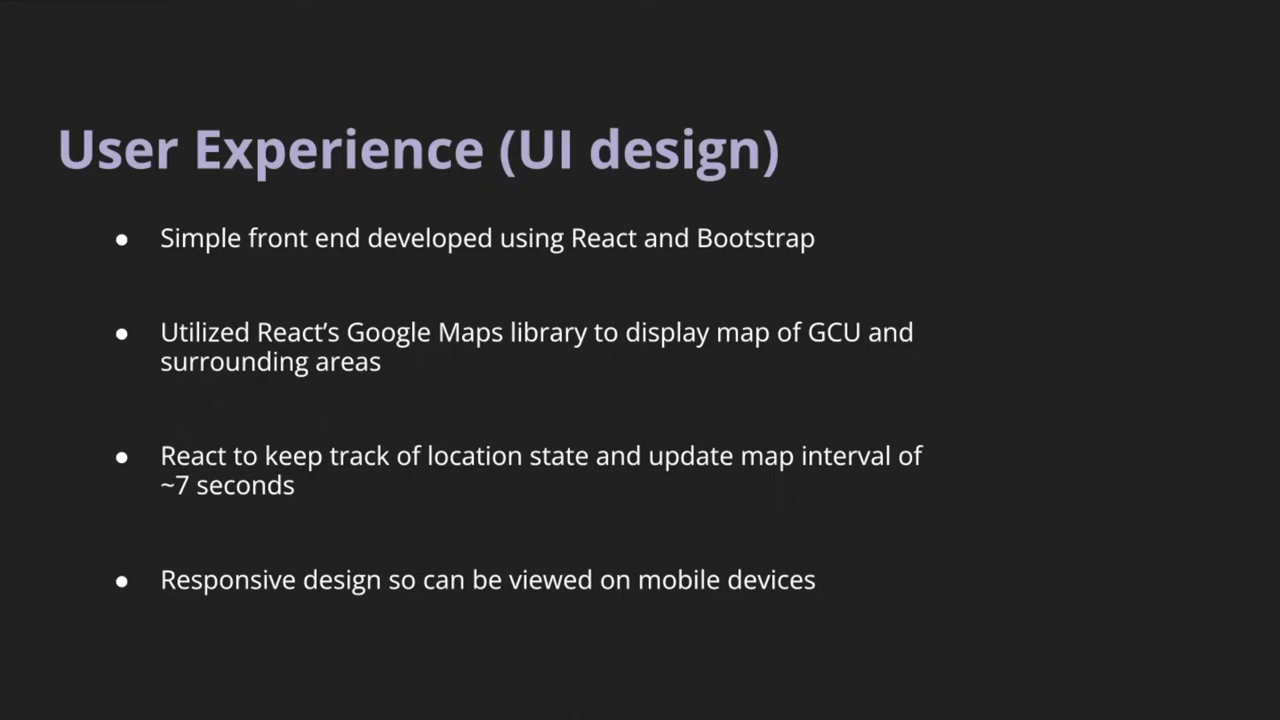 User Experience (UI design)
● Simple front end developed using React and Bootstrap
● Utilized React’s Google Maps library to display map of GCU and
surrounding areas
● React to keep track of location state and update map interval of
~7 seconds
● Responsive design so can be viewed on mobile devices